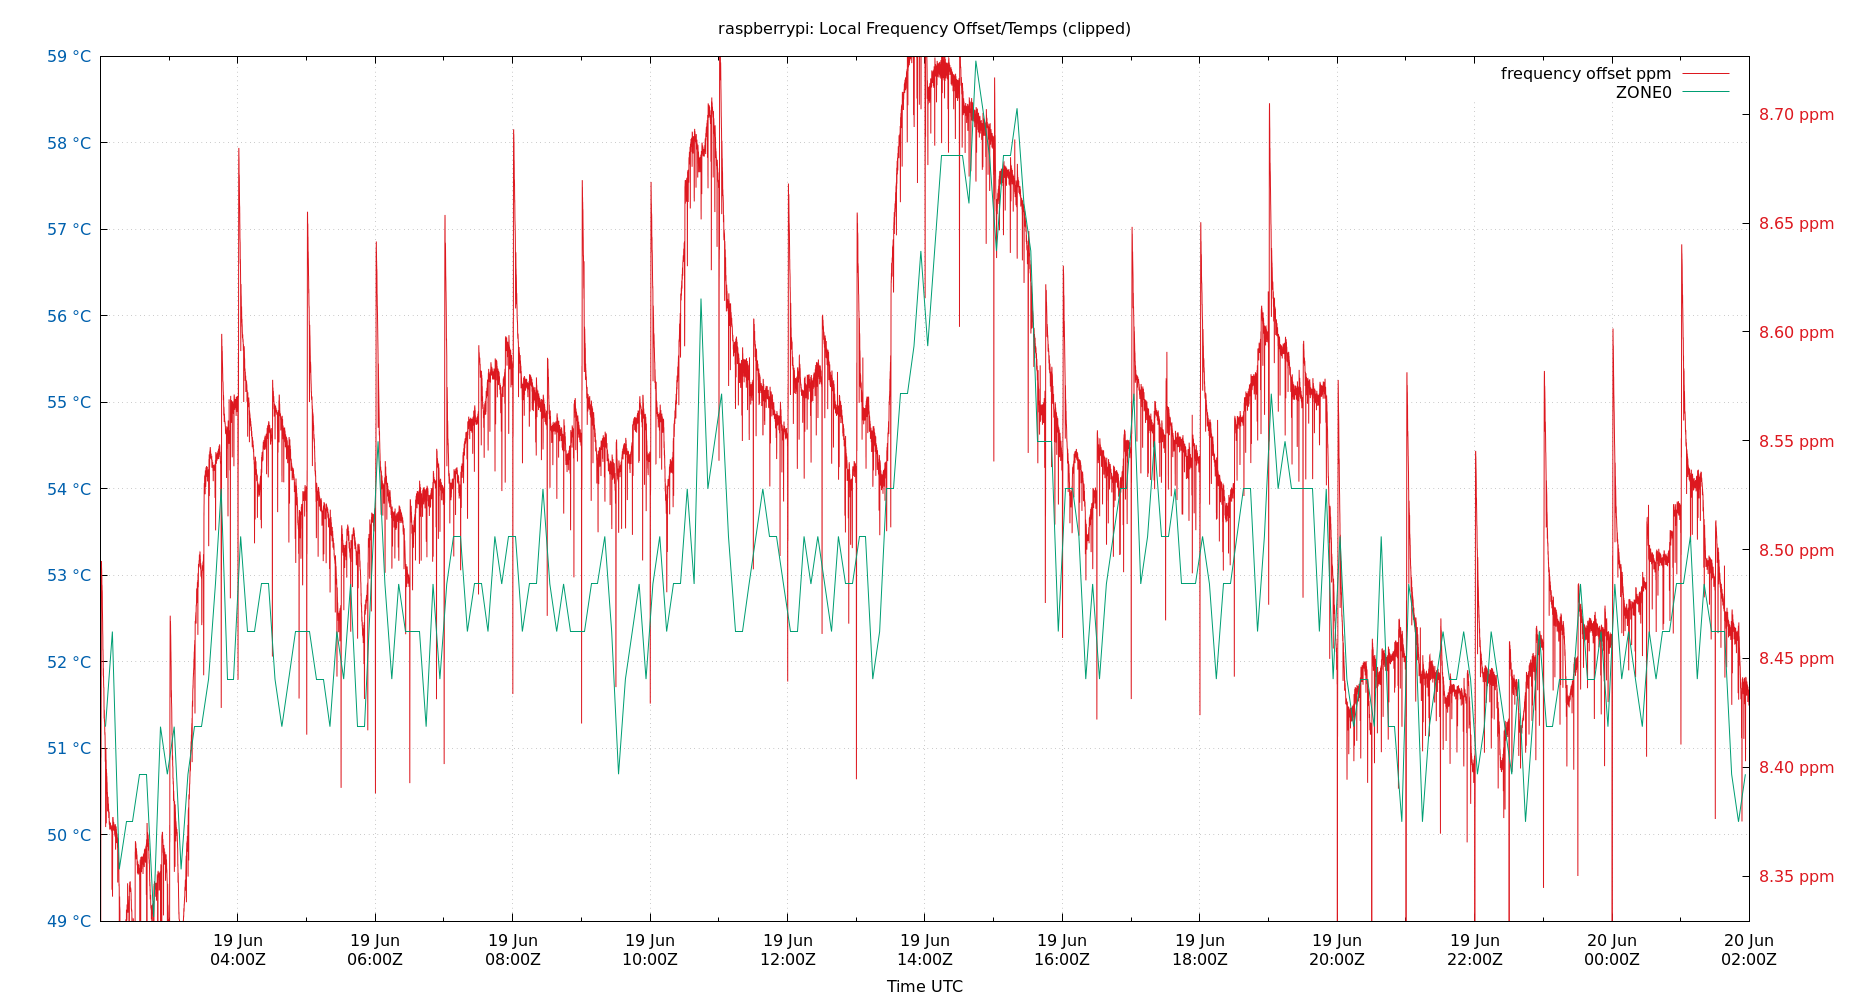 raspberrypi: Local Frequency Offset/Temps (clipped)
frequency offset ppm
ZONE0
59 °C
58 °C
57 °C
56 °C
55 °C
54 °C
53 °C
52 °C
51 °C
50 °C
49 °C
8.70 ppm
8.65 ppm
8.60 ppm
8.55 ppm
8.50 ppm
8.45 ppm
8.40 ppm
8.35 ppm
19 Jun
04:00Z
19 Jun
06:00Z
19 Jun
08:00Z
19 Jun
10:00Z
19 Jun
12:00Z
19 Jun
14:00Z
19 Jun
16:00Z
19 Jun
18:00Z
19 Jun
20:00Z
19 Jun
22:00Z
20 Jun
00:00Z
20 Jun
02:00Z
Time UTC